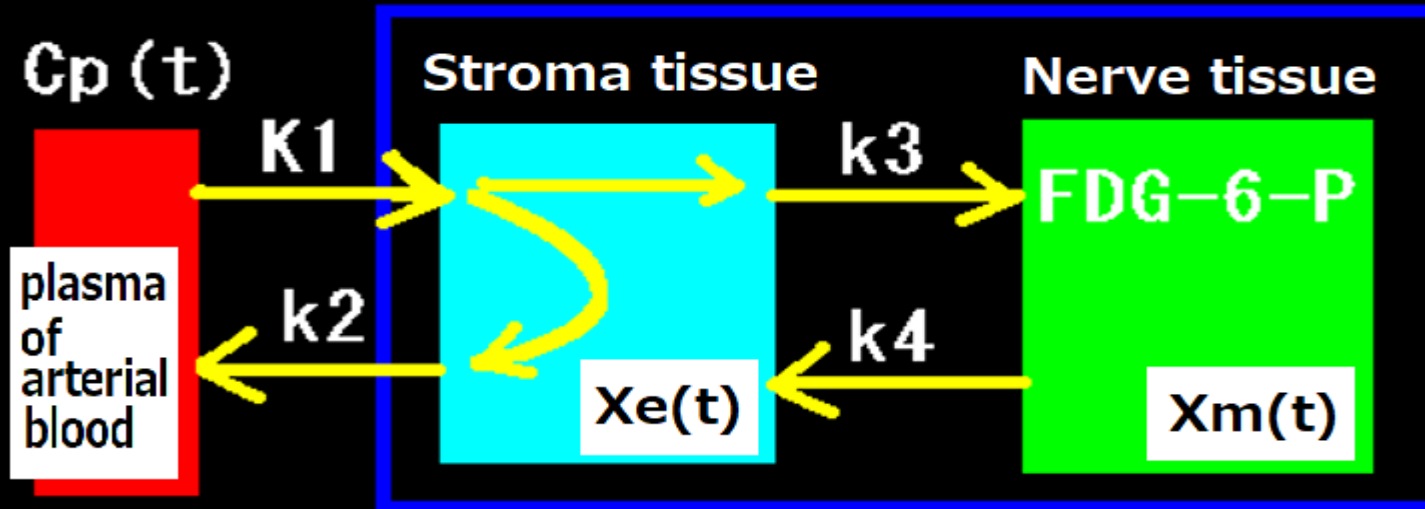 Cp(t)
Stroma tissue
Nerve tissue
K1
k3
FDG-6-P
plasma
of
arterial
blood
k2
k4
Xe(t)
Xm(t)